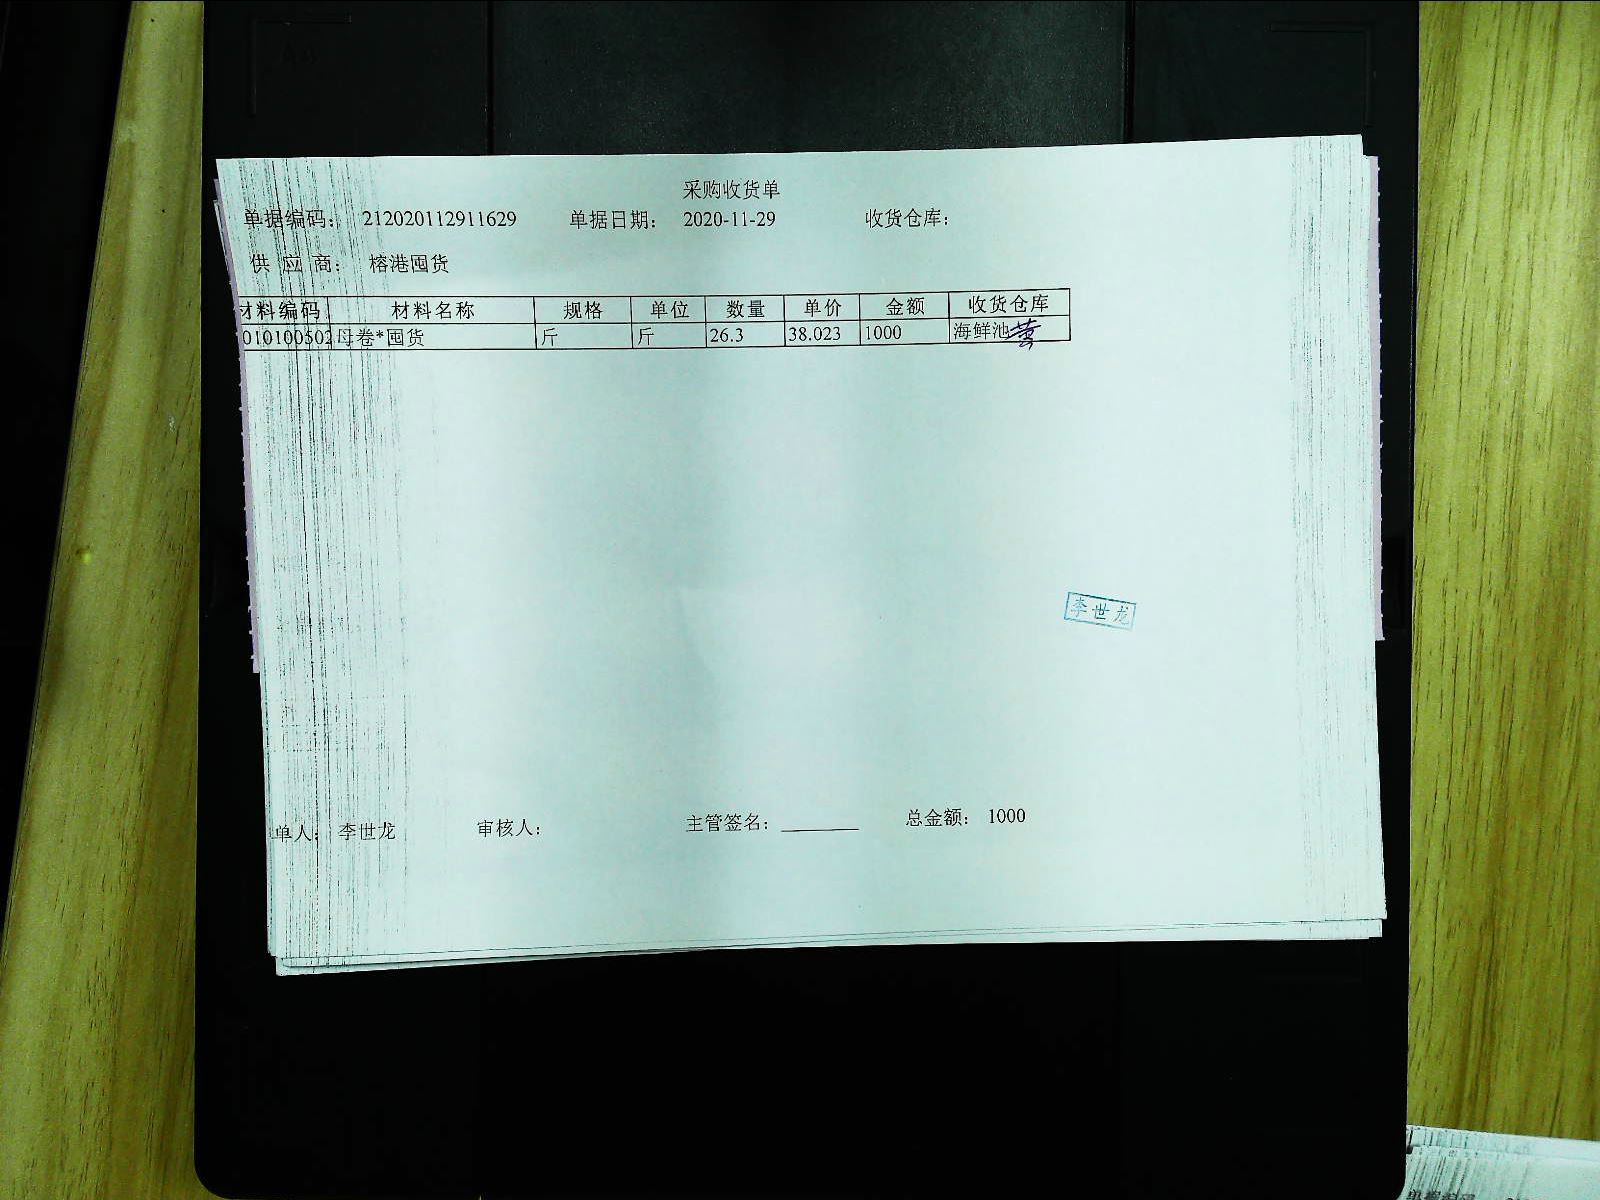 采购收货单
单据编码： 212020112911629 单据日期： 2020-11-29 收货仓库：
供 应 商： 榕港囤货
材料编码 材料名称 规格 单位 数量 单价 金额 收货仓库
010100502 母卷*囤货 斤 斤 26.3 38.023 1000 海鲜池
李世龙
单人： 李世龙 审核人： 主管签名： ________ 总金额： 1000